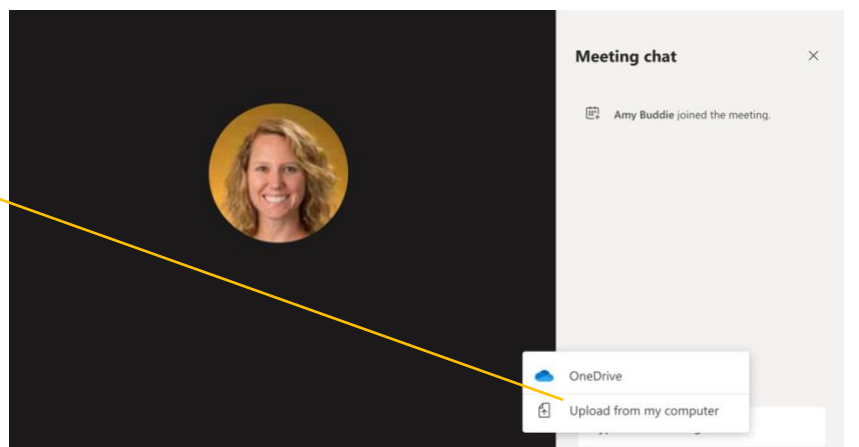 Meeting chat
Amy Buddie joined the meeting.
OneDrive
Upload from my computer